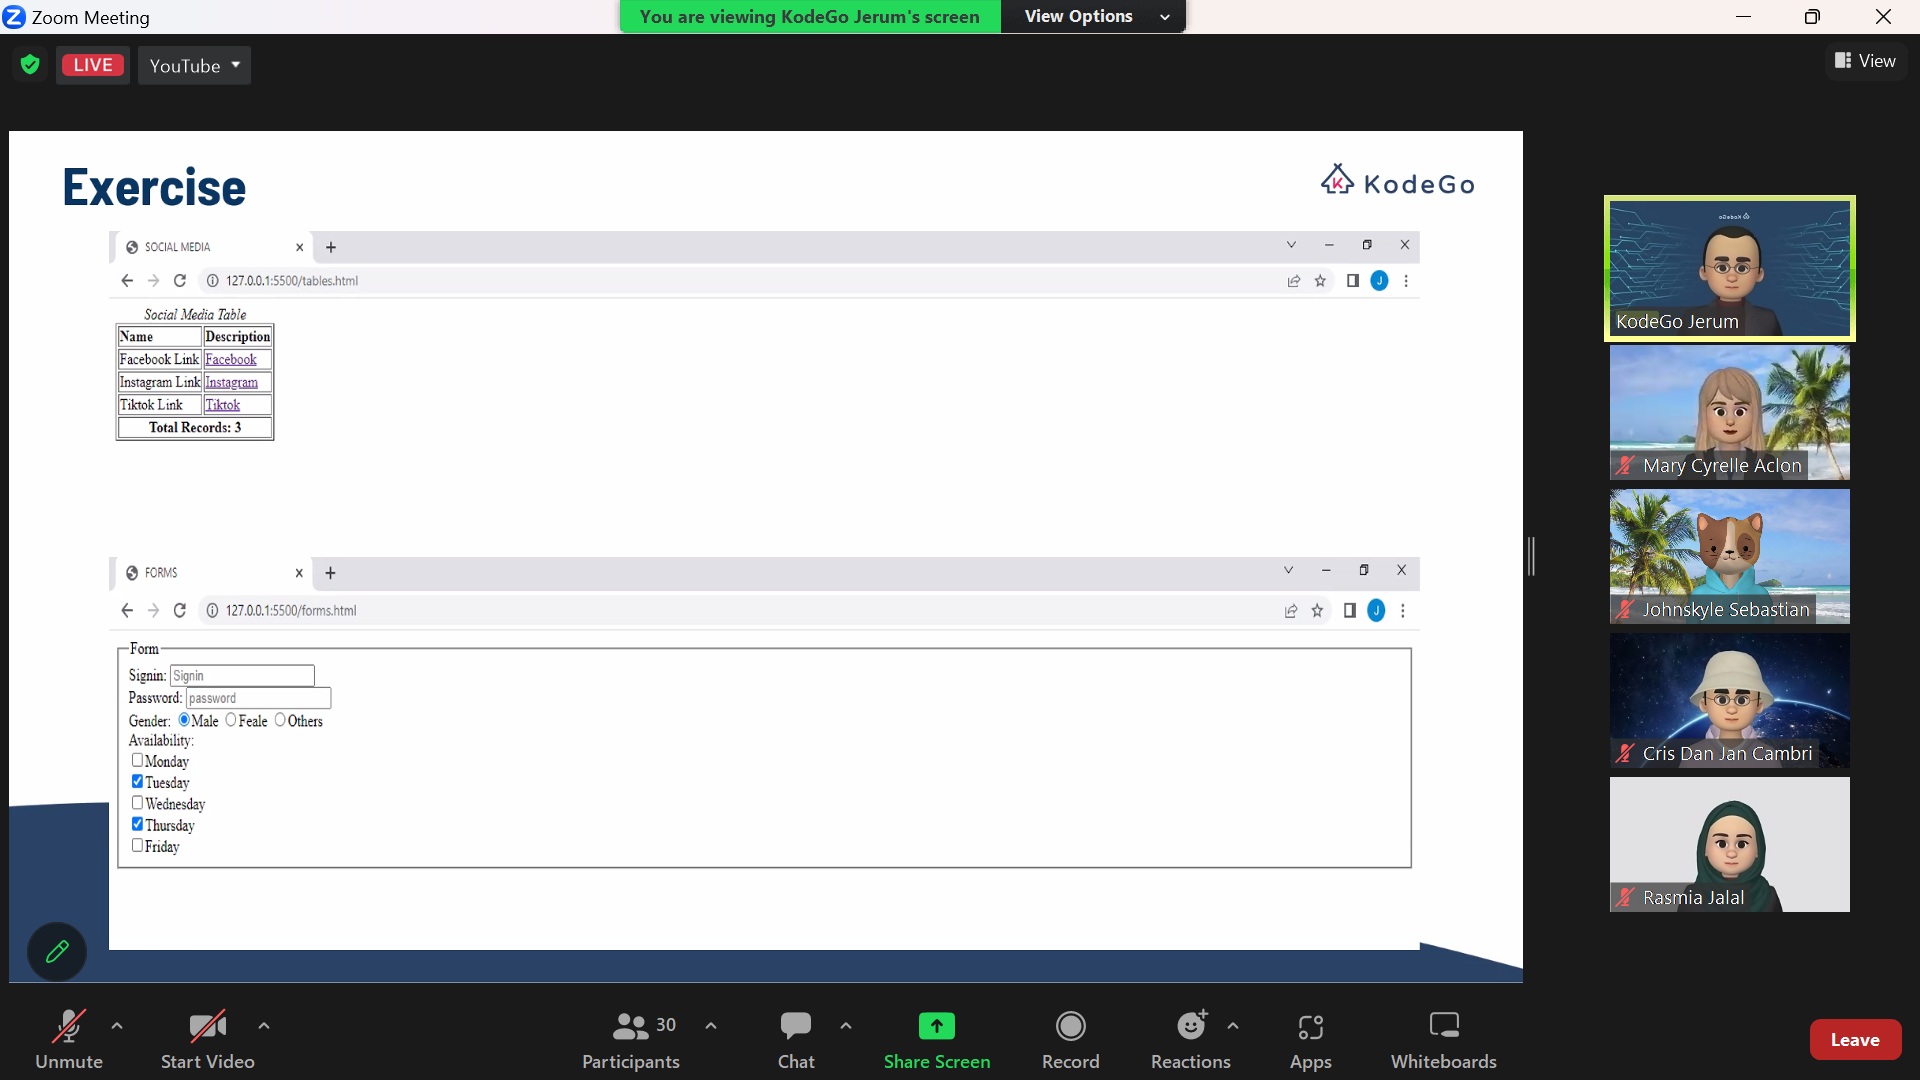 Zoom Meeting
You are viewing KodeGo Jerum's screen
View Options
LIVE
YouTube
View
Exercise
KodeGo
SOCIAL MEDIA
127.0.0.1:5500/tables.html
J
Social Media Table
Name Description
Facebook Link Facebook
Instagram Link Instagram
Tiktok Link Tiktok
Total Records: 3
FORMS
127.0.0.1:5500/forms.html
J
Form
Signin: Signin
Password: password
Gender: Male Feale Others
Availability:
Monday
Tuesday
Wednesday
Thursday
Friday
KodeGo
KodeGo Jerum
Mary Cyrelle Aclon
Johnskyle Sebastian
Cris Dan Jan Cambri
Rasmia Jalal
Unmute
Start Video
30
Participants
Chat
Share Screen
Record
Reactions
Apps
Whiteboards
Leave